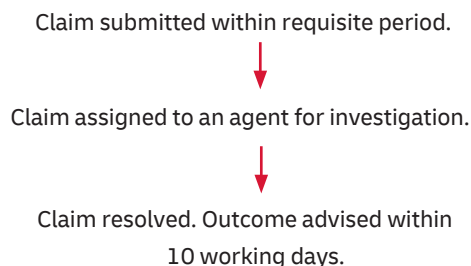 Claim submitted within requisite period.
Claim assigned to an agent for investigation.
Claim resolved. Outcome advised within
10 working days.